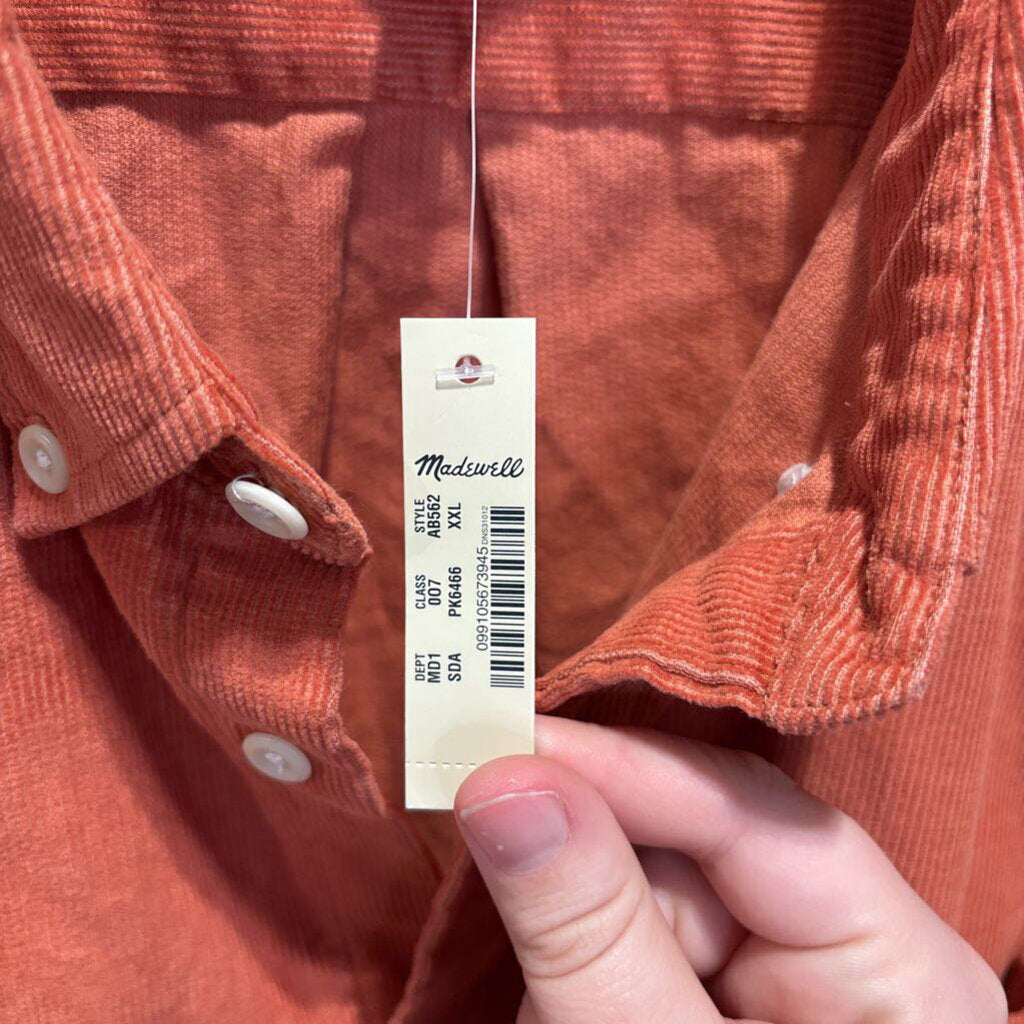 Madewell
DEPT CLASS STYLE
MD1 007 AB562
SDA PK6466 XXL
099105673945 DNS31012